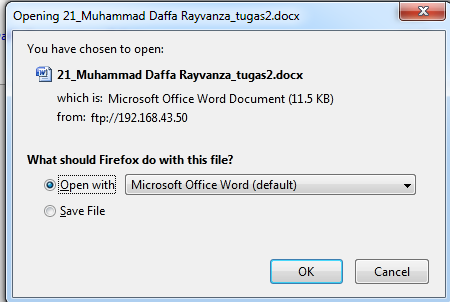 Opening 21_Muhammad Daffa Rayvanza_tugas2.docx
You have chosen to open:
21_Muhammad Daffa Rayvanza_tugas2.docx
which is: Microsoft Office Word Document (11.5 KB)
from: ftp://192.168.43.50
What should Firefox do with this file?
Open with Microsoft Office Word (default)
Save File
OK Cancel